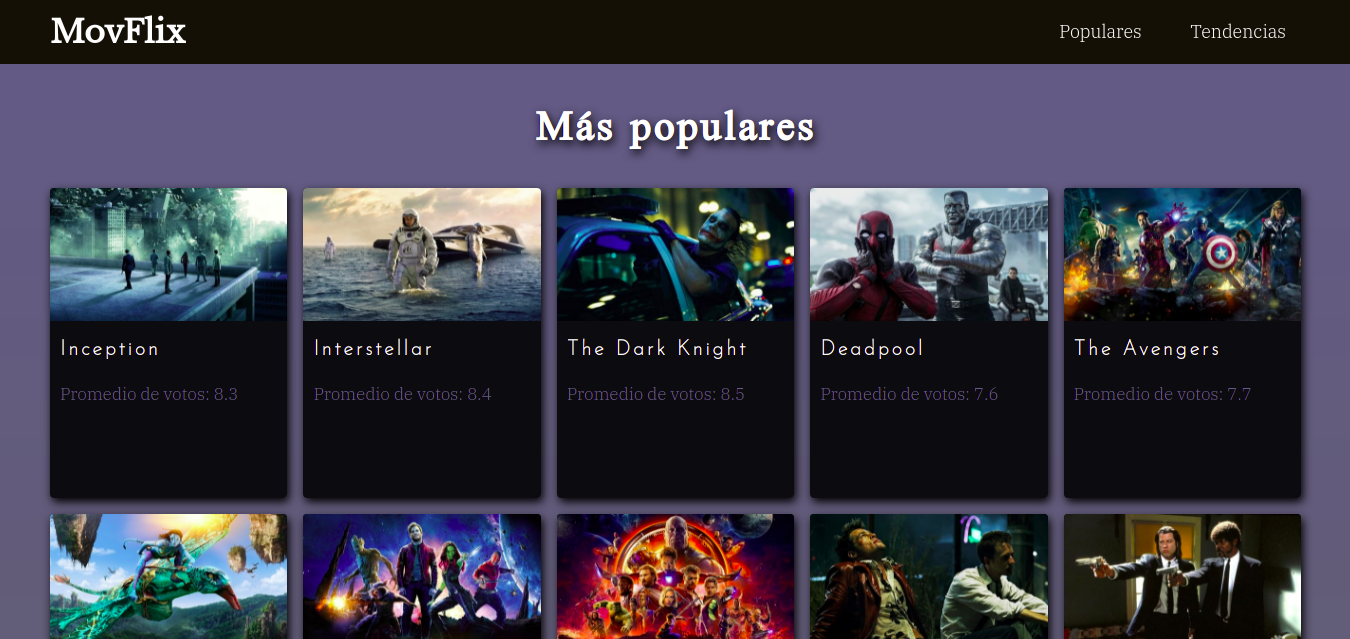 MovFlix
Populares
Tendencias
Más populares
Inception
Promedio de votos: 8.3
Interstellar
Promedio de votos: 8.4
The Dark Knight
Promedio de votos: 8.5
Deadpool
Promedio de votos: 7.6
The Avengers
Promedio de votos: 7.7